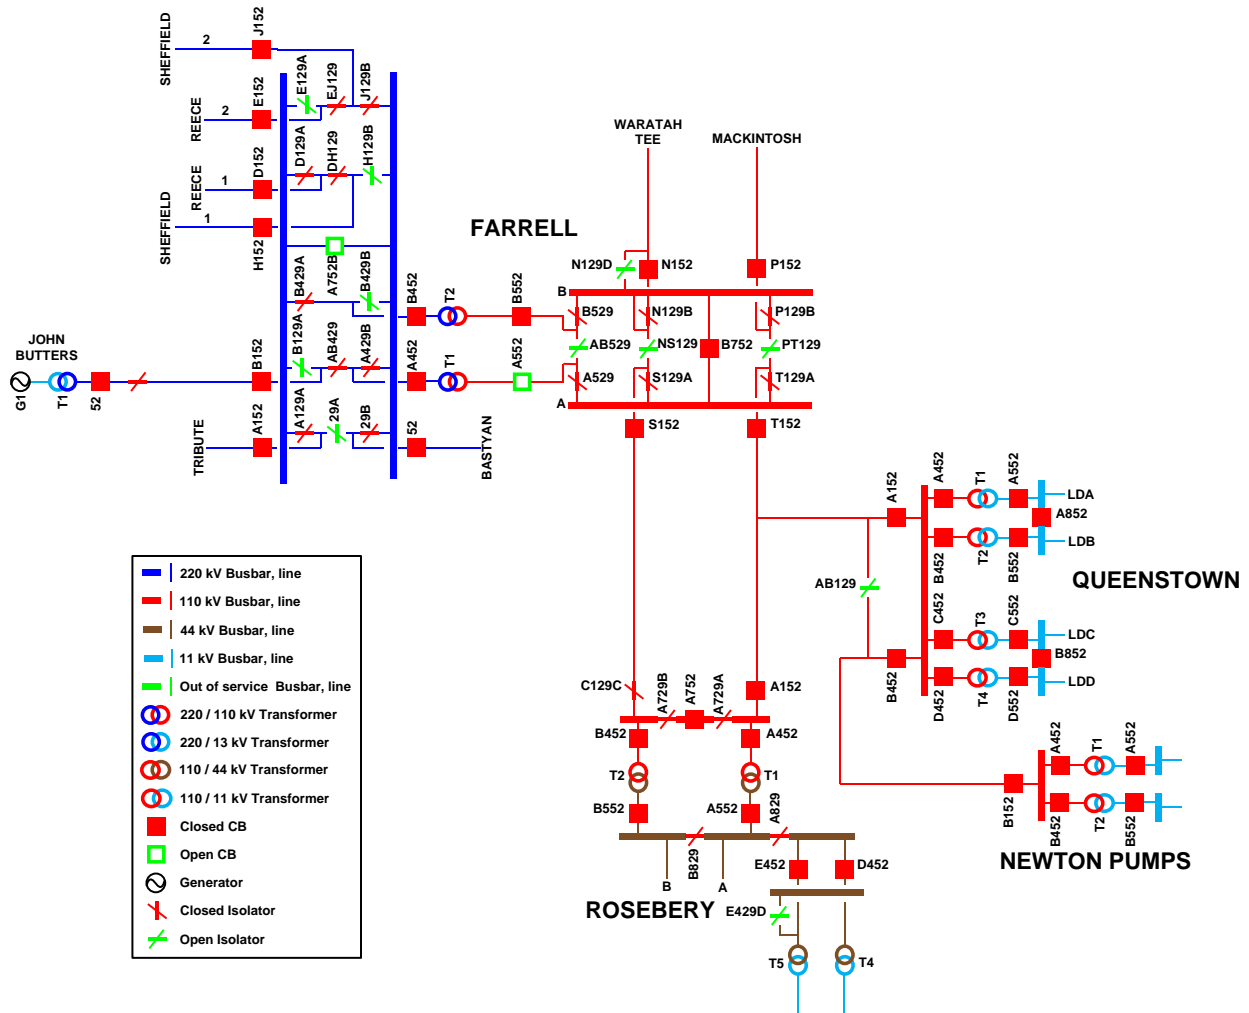 J152
SHEFFIELD
2
E152
REECE
2
E129A
EJ129
J129B
D152
REECE
1
D129A
DH129
H129B
SHEFFIELD
1
H152
A752B
B429A
B429B
B452
T2
B552
FARRELL
WARATAH
TEE
MACKINTOSH
N129D
N152
P152
B
B529
N129B
P129B
AB529
NS129
B752
PT129
A529
S129A
T129A
A
S152
T152
JOHN
BUTTERS
G1
T1
52
B152
B129A
AB429
A429B
A452
T1
A552
TRIBUTE
A152
A129A
29A
29B
52
BASTYAN
A152
A452
T1
A552
LDA
A852
LDB
B452
T2
B552
QUEENSTOWN
AB129
C452
T3
C552
LDC
B852
LDD
B452
D452
T4
D552
220 kV Busbar, line
110 kV Busbar, line
44 kV Busbar, line
11 kV Busbar, line
Out of service Busbar, line
220 / 110 kV Transformer
220 / 13 kV Transformer
110 / 44 kV Transformer
110 / 11 kV Transformer
Closed CB
Open CB
Generator
Closed Isolator
Open Isolator
C129C
A729B
A752
A729A
A152
B452
A452
T2
T1
B552
A552
A829
B829
B
A
E452
D452
ROSEBERY
E429D
T5
T4
A452
T1
A552
B152
B452
T2
B552
NEWTON PUMPS